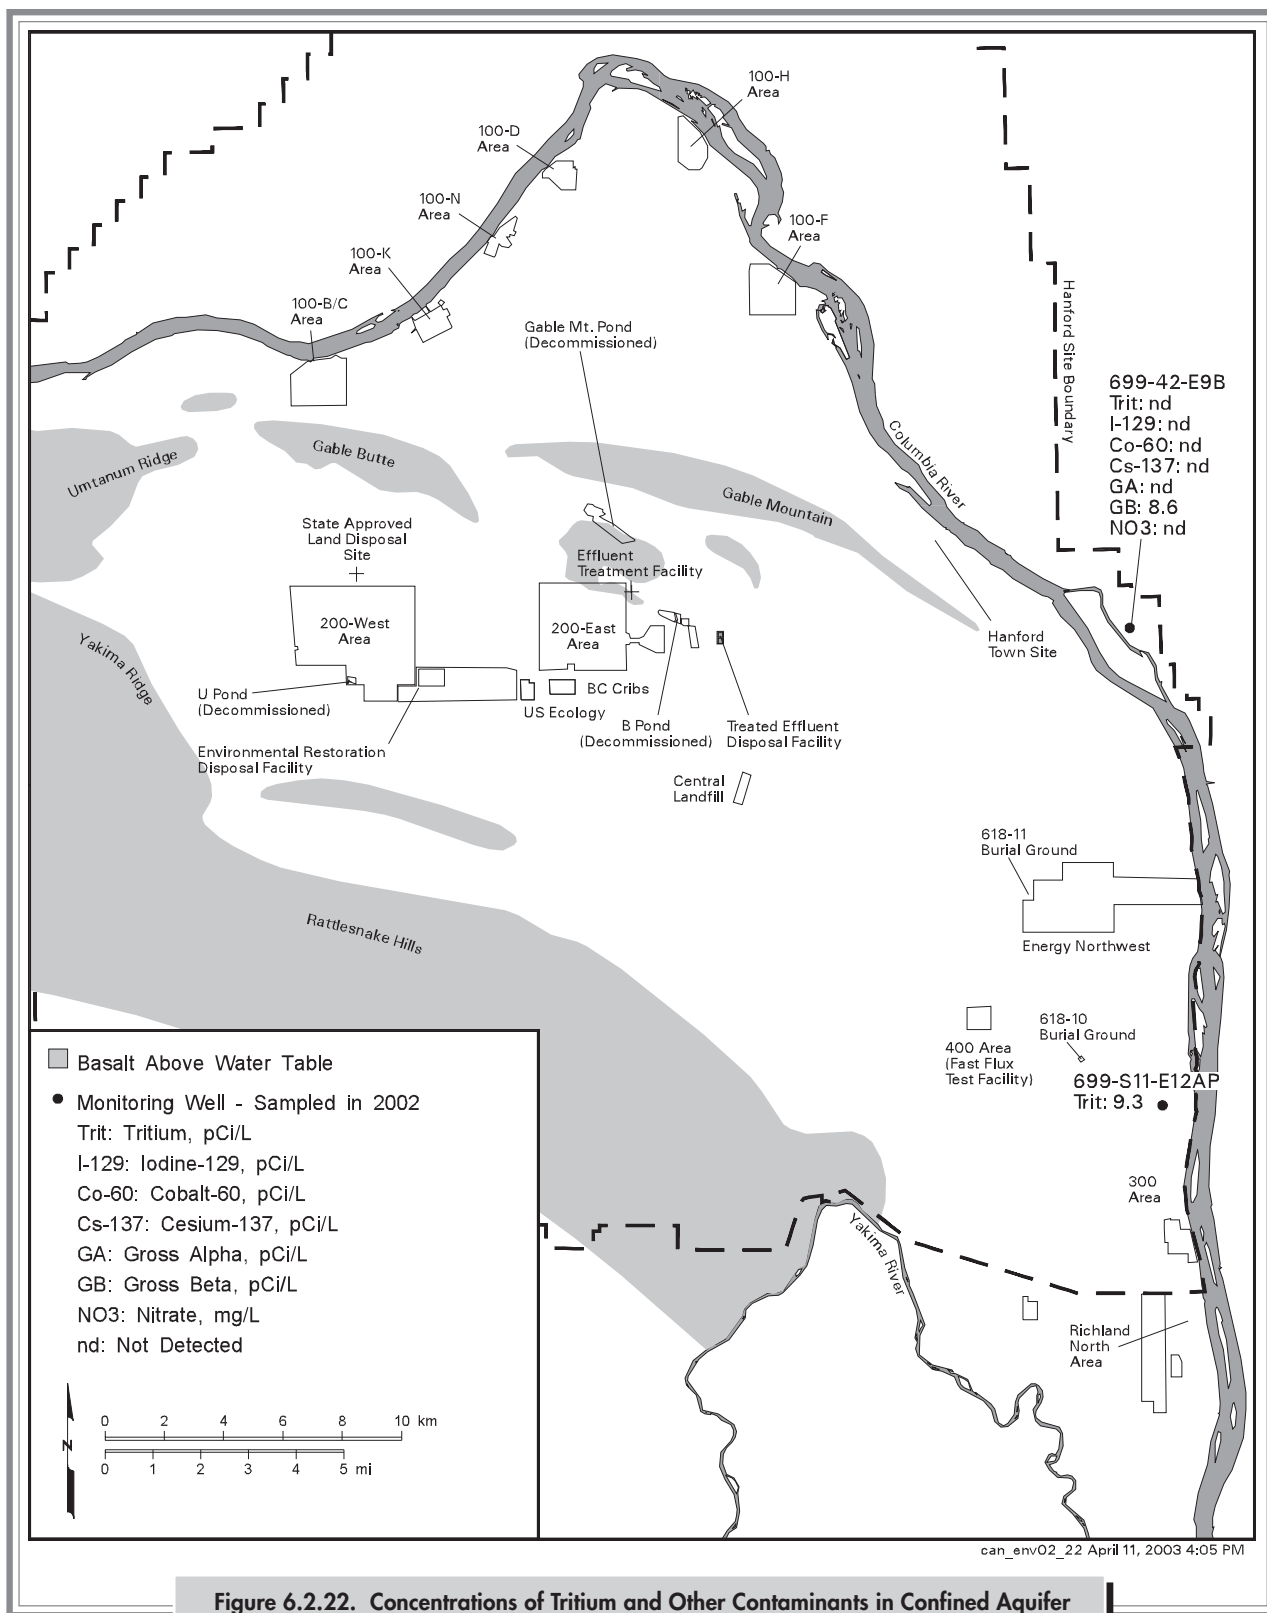 100-H
Area
100-D
Area
100-N
Area
100-F
Area
100-K
Area
100-B/C
Area
Gable Mt. Pond
(Decommissioned)
Hanford Site Boundary
699-42-E9B
Trit: nd
I-129: nd
Co-60: nd
Cs-137: nd
GA: nd
GB: 8.6
NO3: nd
Columbia River
Umtanum Ridge
Gable Butte
Gable Mountain
State Approved
Land Disposal
Site
Effluent
Treatment Facility
200-West
Area
200-East
Area
Hanford
Town Site
Yakima Ridge
U Pond
(Decommissioned)
BC Cribs
US Ecology
B Pond
(Decommissioned)
Treated Effluent
Disposal Facility
Environmental Restoration
Disposal Facility
Central
Landfill
618-11
Burial Ground
Rattlesnake Hills
Energy Northwest
618-10
Burial Ground
400 Area
(Fast Flux
Test Facility)
699-S11-E12AP
Trit: 9.3
300
Area
Yakima River
Richland
North
Area
Basalt Above Water Table
Monitoring Well - Sampled in 2002
Trit: Tritium, pCi/L
I-129: Iodine-129, pCi/L
Co-60: Cobalt-60, pCi/L
Cs-137: Cesium-137, pCi/L
GA: Gross Alpha, pCi/L
GB: Gross Beta, pCi/L
NO3: Nitrate, mg/L
nd: Not Detected
N
0 2 4 6 8 10 km
0 1 2 3 4 5 mi
can_env02_22 April 11, 2003 4:05 PM
Figure 6.2.22. Concentrations of Tritium and Other Contaminants in Confined Aquifer